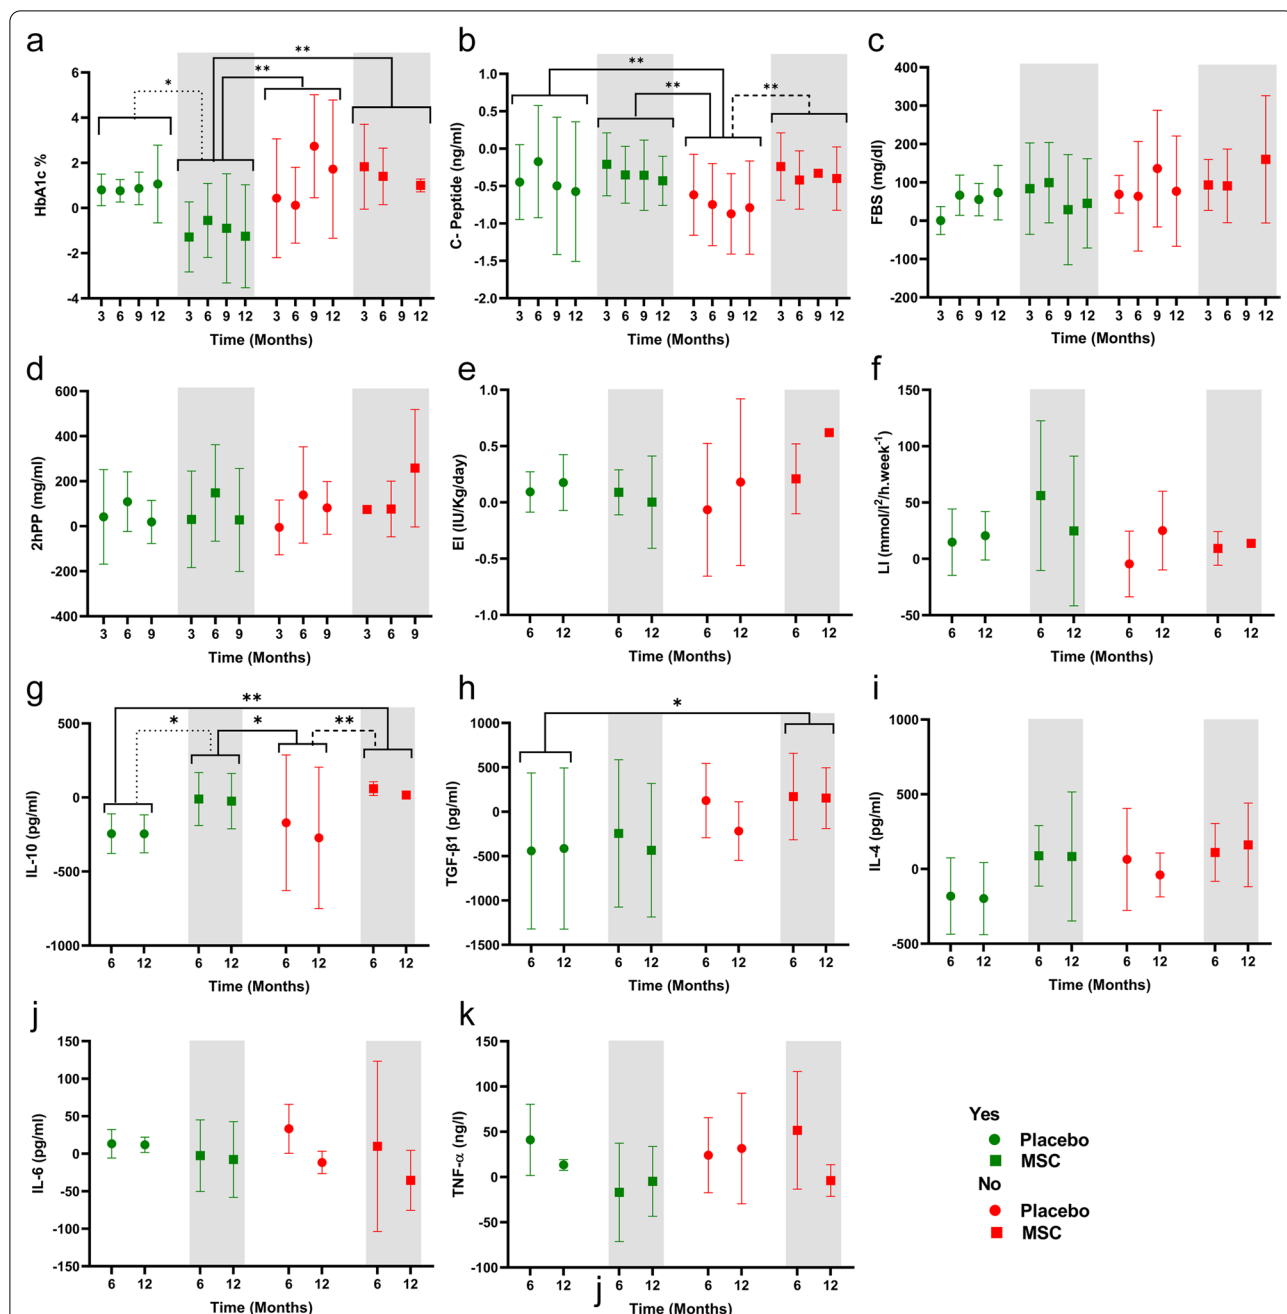 a
b
c
HbA1c %
6
4
2
0
-2
-4
*
**
**
3 6 9 12 3 6 9 12 3 6 9 12 3 6 9 12
Time (Months)
C- Peptide (ng/ml)
1.0
0.5
0.0
-0.5
-1.0
-1.5
-2.0
**
**
**
3 6 9 12 3 6 9 12 3 6 9 12 3 6 9 12
Time (Months)
FBS (mg/dl)
400
300
200
100
0
-100
-200
3 6 9 12 3 6 9 12 3 6 9 12 3 6 9 12
Time (Months)
d
e
f
2hPP (mg/ml)
600
400
200
0
-200
-400
3 6 9 3 6 9 3 6 9 3 6 9
Time (Months)
EI (IU/Kg/day)
1.0
0.5
0.0
-0.5
-1.0
6 12 6 12 6 12 6 12
Time (Months)
LI (mmol/l²/h.week⁻¹)
150
100
50
0
-50
6 12 6 12 6 12 6 12
Time (Months)
g
h
i
IL-10 (pg/ml)
500
0
-500
-1000
**
*
*
**
6 12 6 12 6 12 6 12
Time (Months)
TGF-β1 (pg/ml)
1000
500
0
-500
-1000
-1500
*
6 12 6 12 6 12 6 12
Time (Months)
IL-4 (pg/ml)
1000
500
0
-500
6 12 6 12 6 12 6 12
Time (Months)
j
k
IL-6 (pg/ml)
150
100
50
0
-50
-100
-150
6 12 6 12 6 12 6 12
Time (Months)
TNF-α (ng/l)
150
100
50
0
-50
-100
6 12 6 12 6 12 6 12
j
Time (Months)
Yes
Placebo
MSC
No
Placebo
MSC